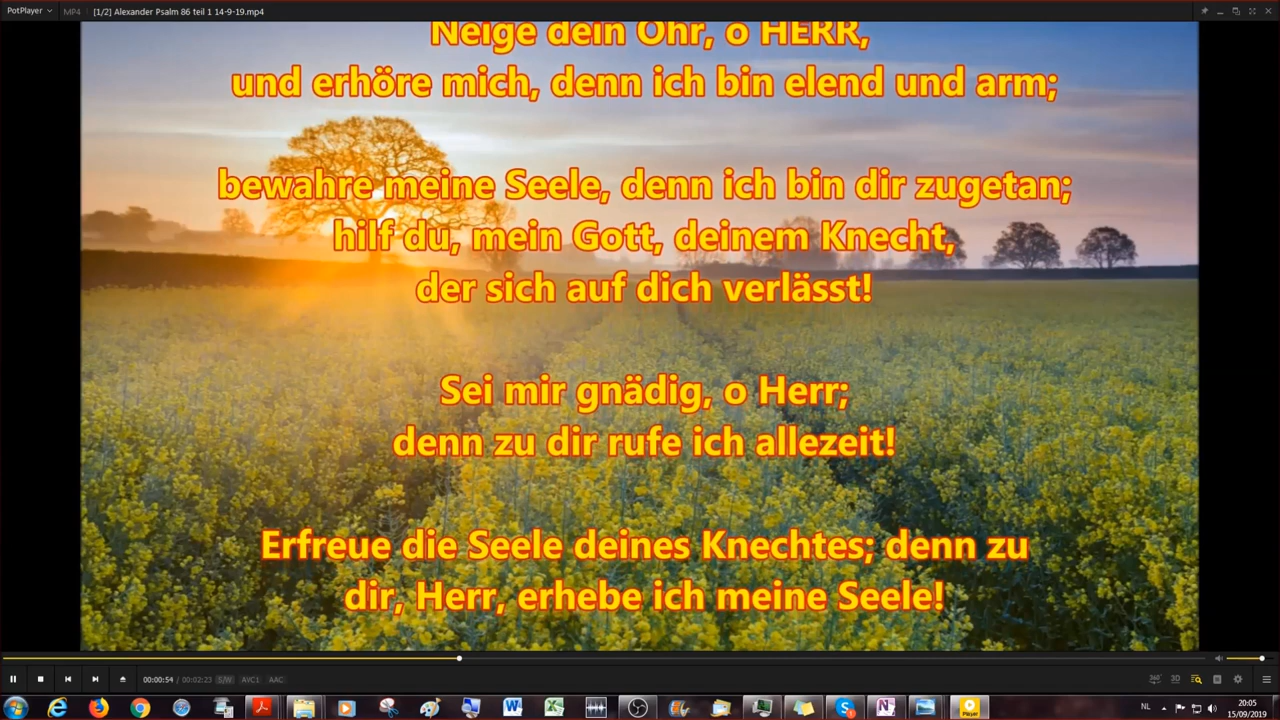 PotPlayer MP4 [1/2] Alexander Psalm 86 teil 1 14-9-19.mp4
Neige dein Ohr, o HERR,
und erhöre mich, denn ich bin elend und arm;
bewahre meine Seele, denn ich bin dir zugetan;
hilf du, mein Gott, deinem Knecht,
der sich auf dich verlässt!
Sei mir gnädig, o Herr;
denn zu dir rufe ich allezeit!
Erfreue die Seele deines Knechtes; denn zu
dir, Herr, erhebe ich meine Seele!
00:00:54 / 00:02:23 S/W AVC1 AAC
360° 3D
NL 20:05
15/09/2019